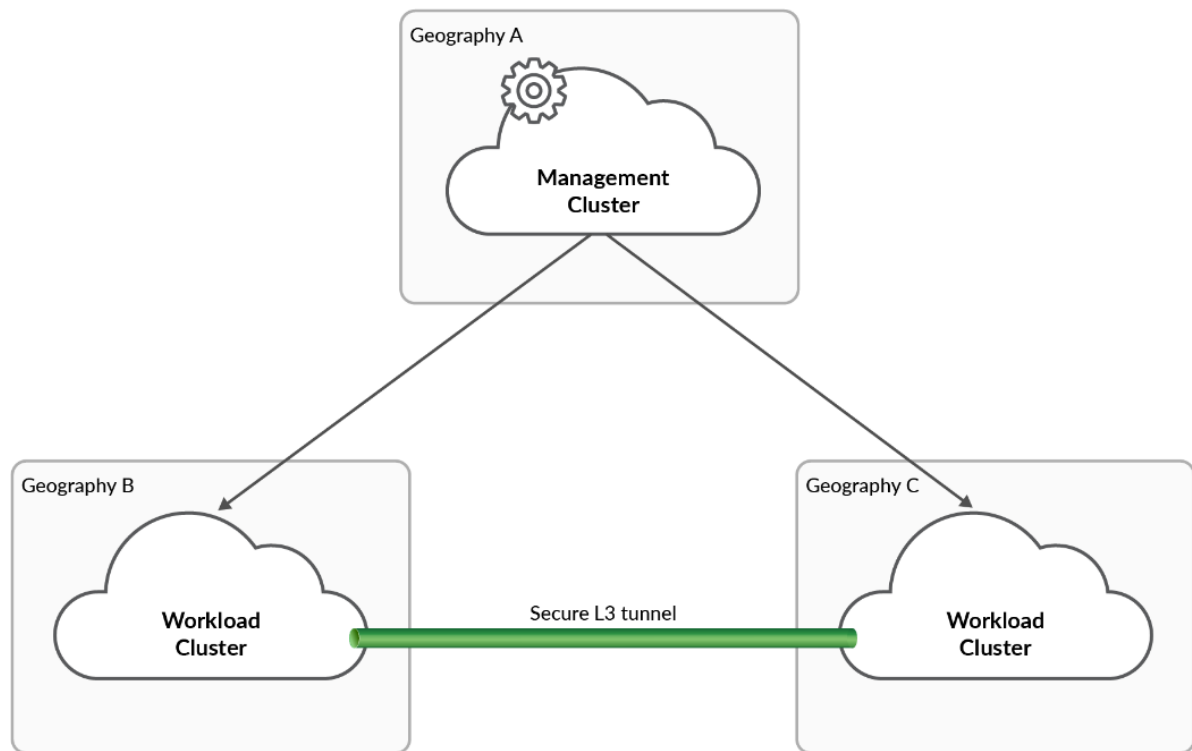 Geography A
Management
Cluster
Geography B
Geography C
Secure L3 tunnel
Workload
Cluster
Workload
Cluster